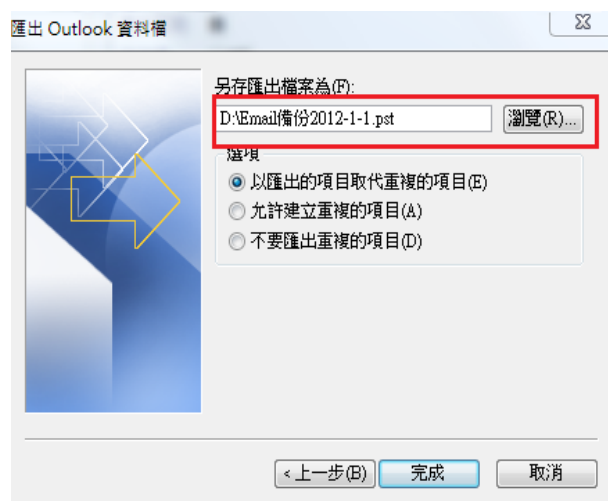 匯出 Outlook 資料檔
另存匯出檔案為(F):
D:\Email備份2012-1-1.pst 瀏覽(R)...
選項
以匯出的項目取代重複的項目(E)
允許建立重複的項目(A)
不要匯出重複的項目(D)
<上一步(B) 完成 取消